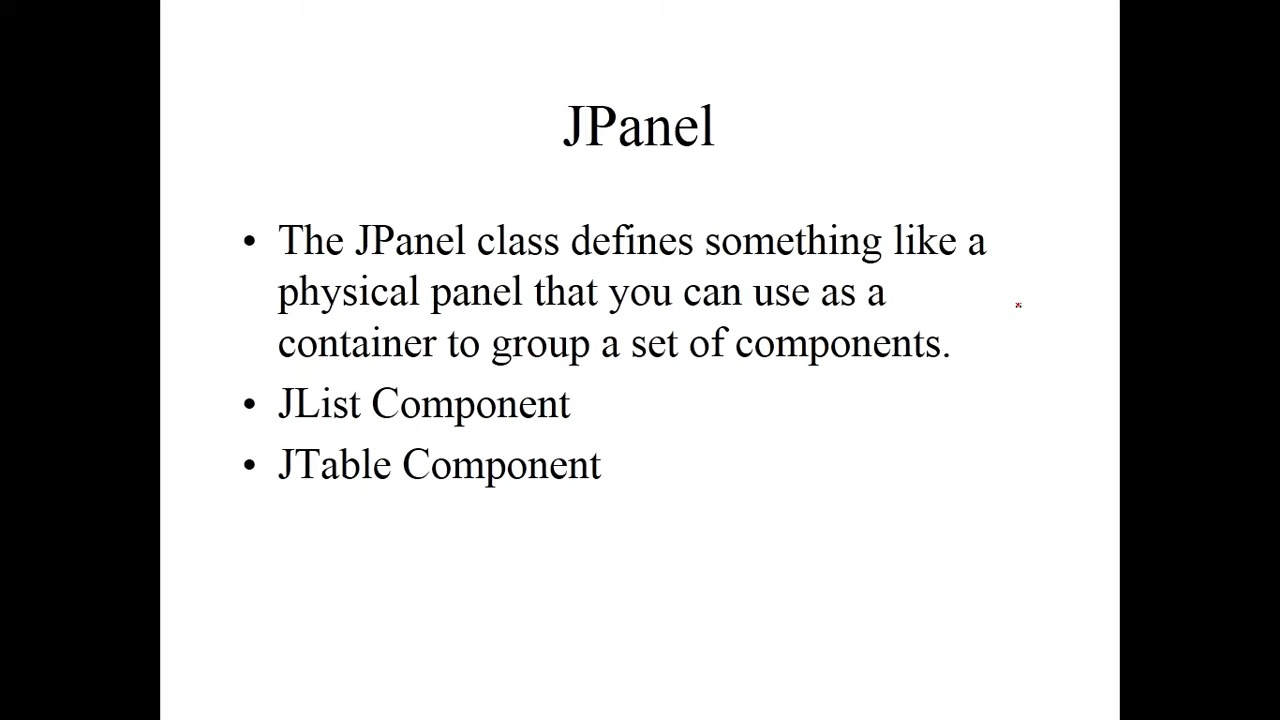 JPanel
• The JPanel class defines something like a
physical panel that you can use as a
container to group a set of components.
• JList Component
• JTable Component